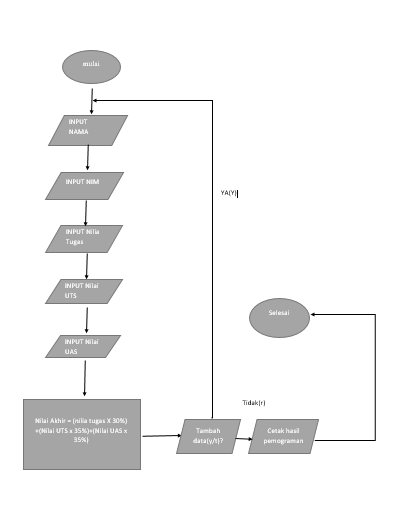 mulai
INPUT
NAMA
INPUT NIM
INPUT Nilia
Tugas
INPUT Nilai
UTS
INPUT Nilai
UAS
Nilai Akhir = (nilia tugas X 30%)
+(Nilai UTS x 35%)+(Nilai UAS x
35%)
Tambah
data(y/t)?
YA(Y)
Tidak(r)
Cetak hasil
pemograman
Selesai